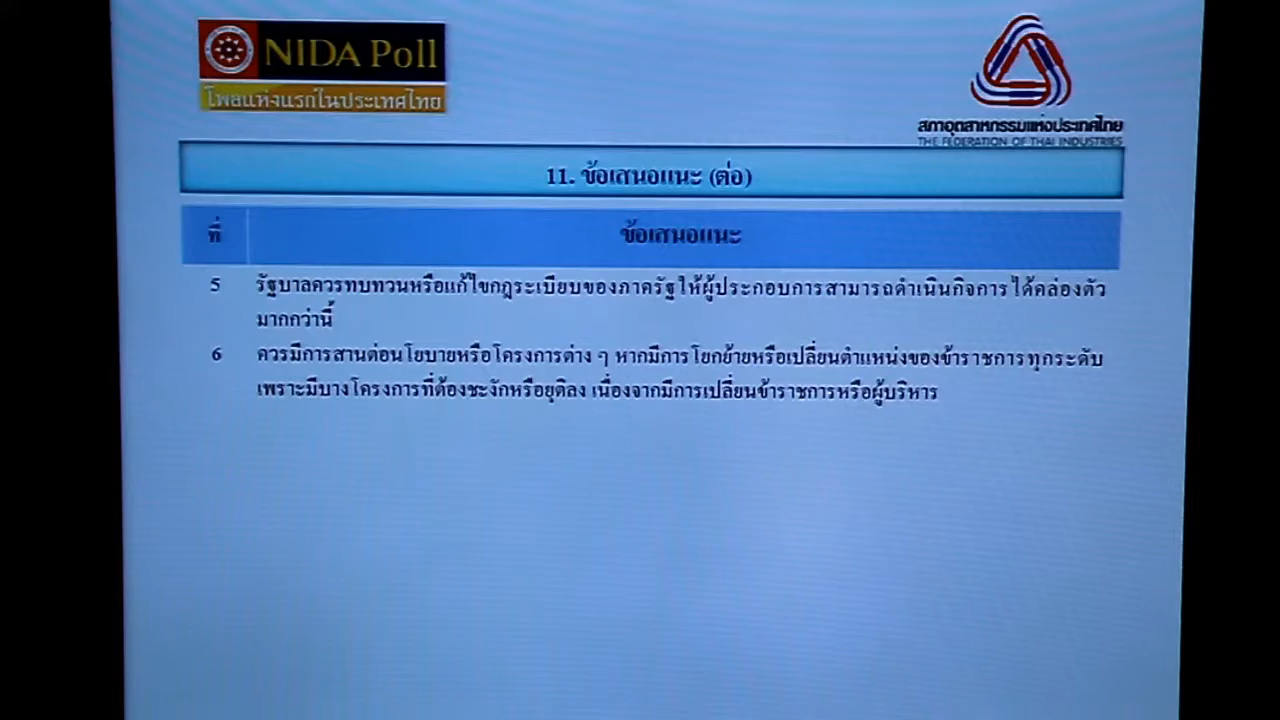 NIDA Poll
โพลแห่งแรกในประเทศไทย
สภาอุตสาหกรรมแห่งประเทศไทย
THE FEDERATION OF THAI INDUSTRIES
11. ข้อเสนอแนะ (ต่อ)
ที่ ข้อเสนอแนะ
5 รัฐบาลควรทบทวนหรือแก้ไขกฎระเบียบของภาครัฐให้ผู้ประกอบการสามารถดำเนินกิจการได้คล่องตัว
มากกว่านี้
6 ควรมีการสานต่อนโยบายหรือโครงการต่าง ๆ หากมีการโยกย้ายหรือเปลี่ยนตำแหน่งของข้าราชการทุกระดับ
เพราะมีบางโครงการที่ต้องชะงักหรือยุติลง เนื่องจากมีการเปลี่ยนข้าราชการหรือผู้บริหาร